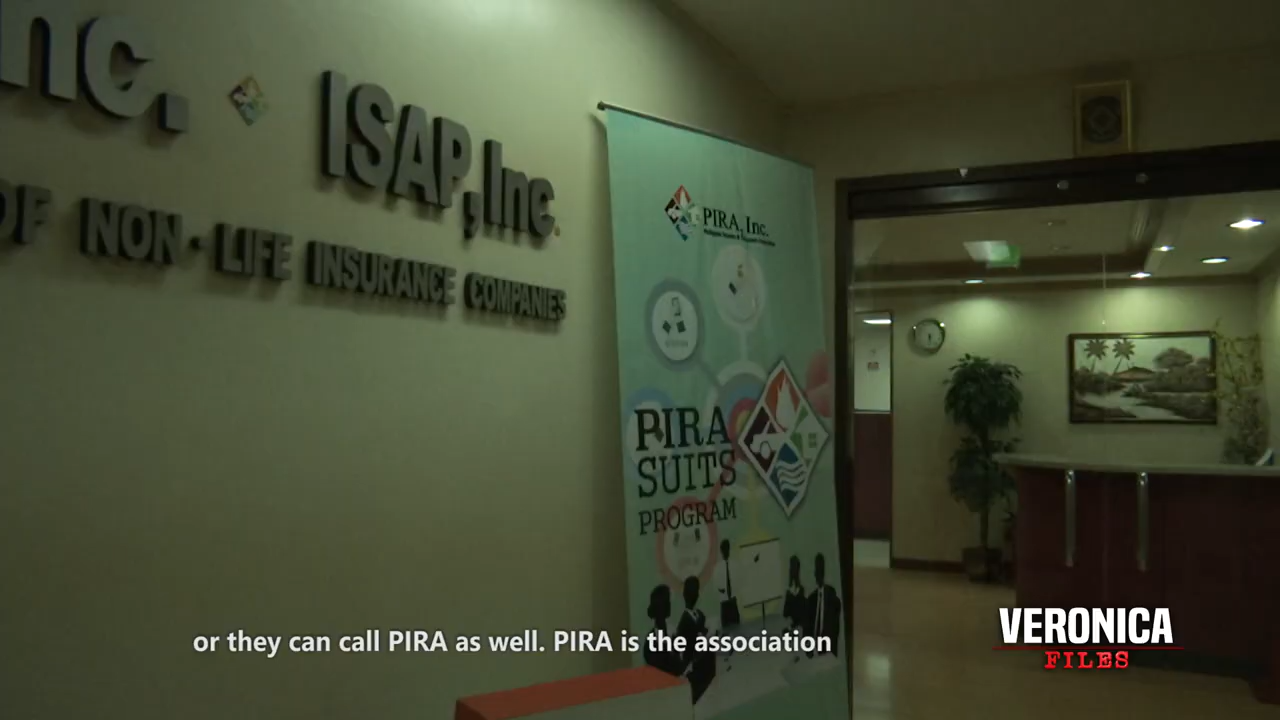 nc. ISAP, Inc.
OF NON-LIFE INSURANCE COMPANIES
PIRA, Inc.
PIRA
SUITS
PROGRAM
or they can call PIRA as well. PIRA is the association
VERONICA
FILES